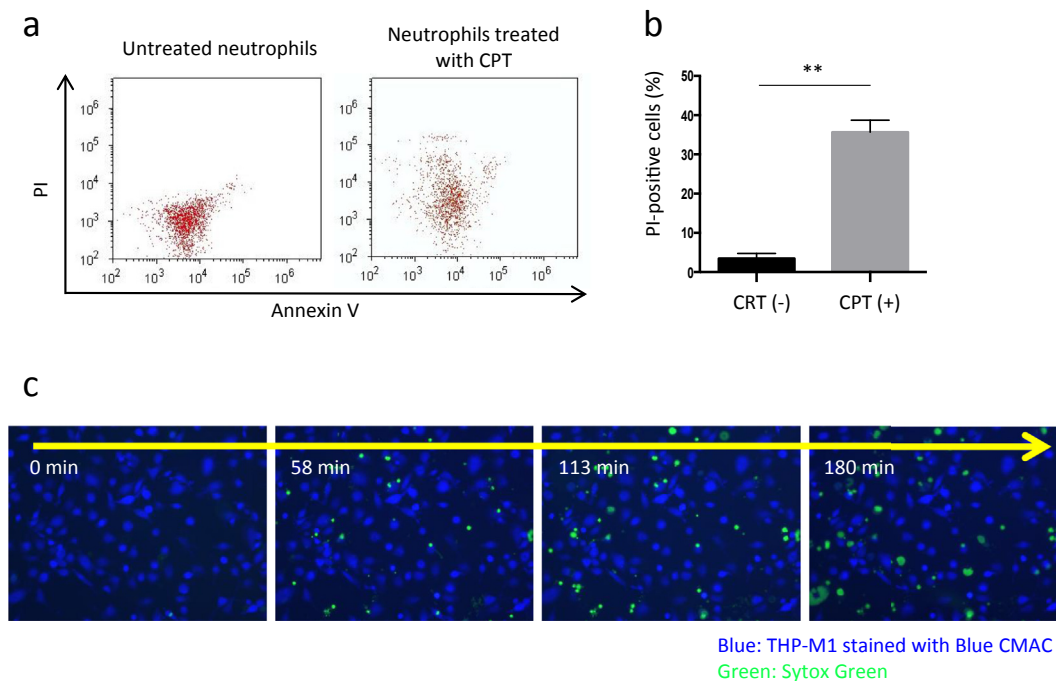 a
Untreated neutrophils
Neutrophils treated
with CPT
PI
10^6
10^5
10^4
10^3
10^2
10^2 10^3 10^4 10^5 10^6
10^6
10^5
10^4
10^3
10^2
10^2 10^3 10^4 10^5 10^6
Annexin V
b
**
PI-positive cells (%)
50
40
30
20
10
0
CRT (-) CPT (+)
c
0 min 58 min 113 min 180 min
Blue: THP-M1 stained with Blue CMAC
Green: Sytox Green